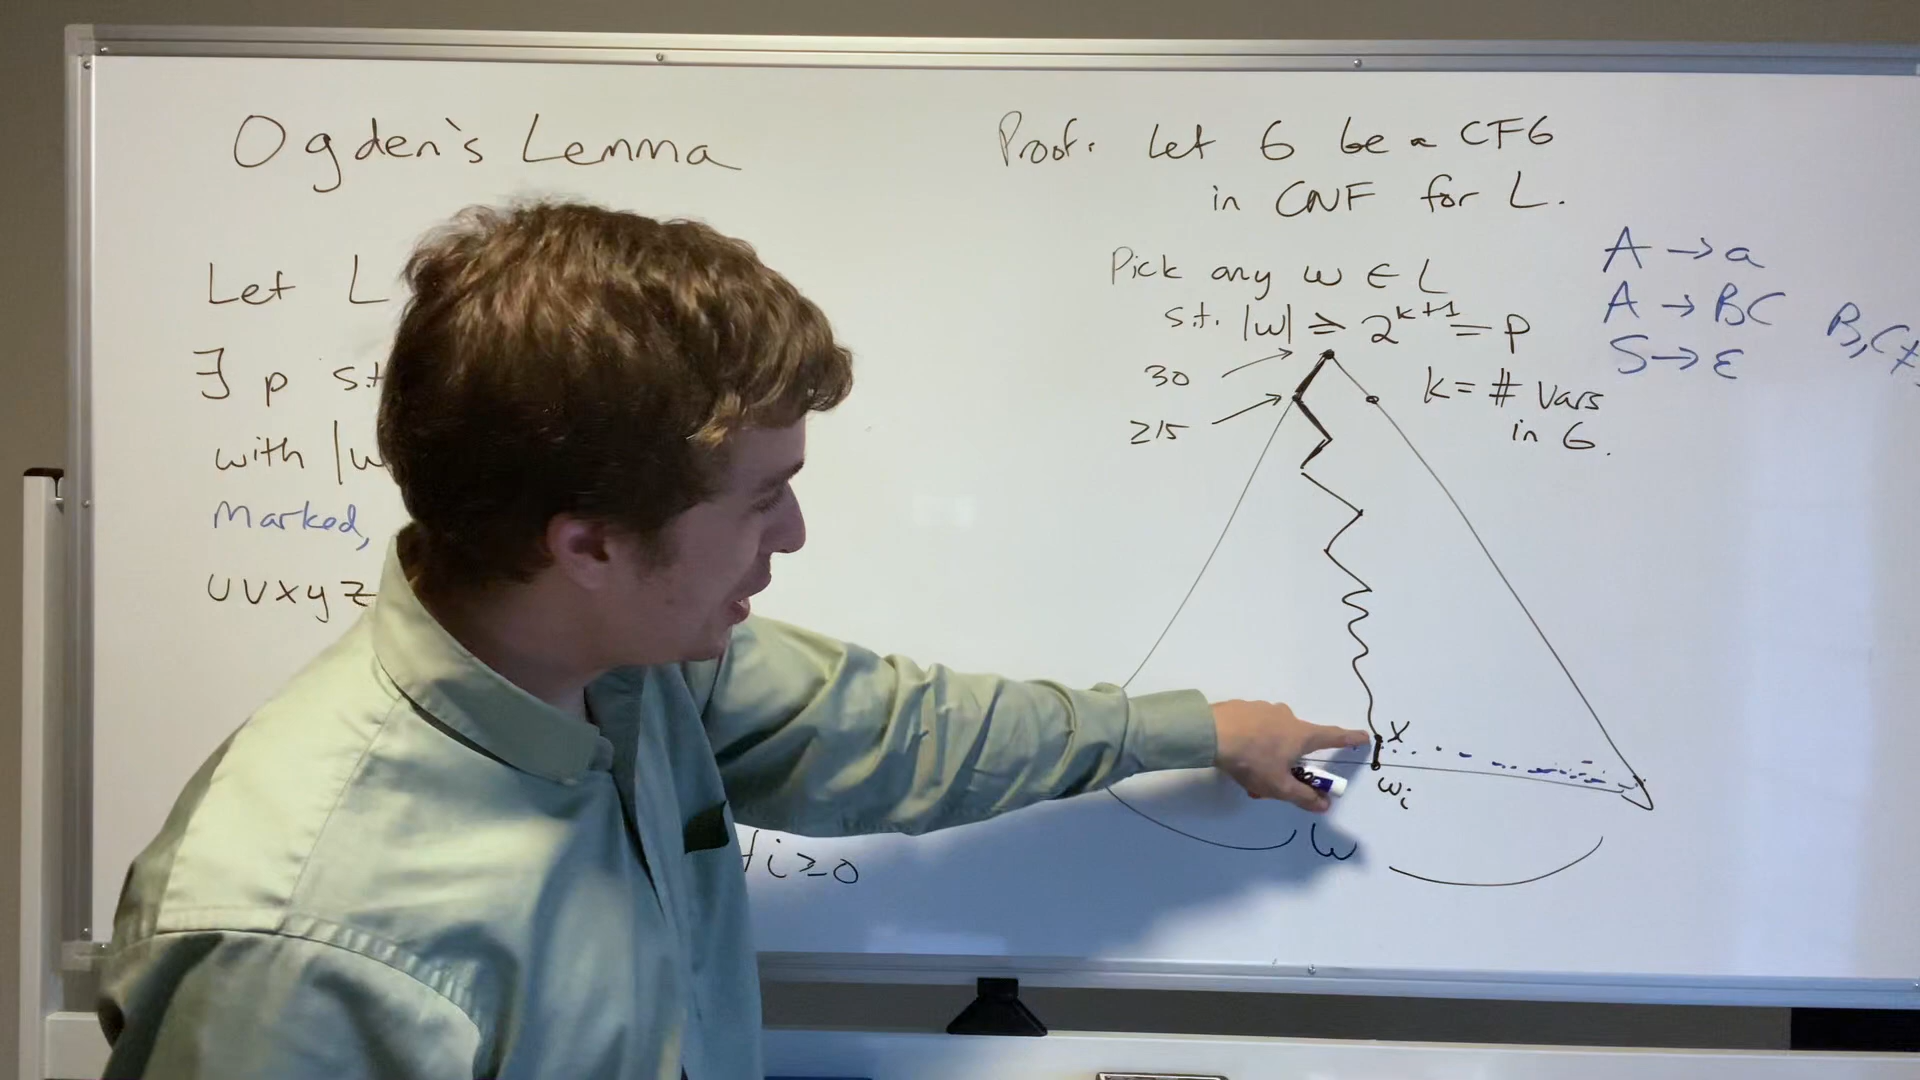 Ogden's Lemma
Let L
∃ p s.t
with |w
Marked,
uvxyz
∀i≥0
Proof. Let G be a CFG
in CNF for L.
Pick any w ∈ L
s.t. |w| ≥ 2^{k+1} = p
30
≥15
k = # vars
in G.
A → a
A → BC
B,C≠
S → ε
X
w_i
w